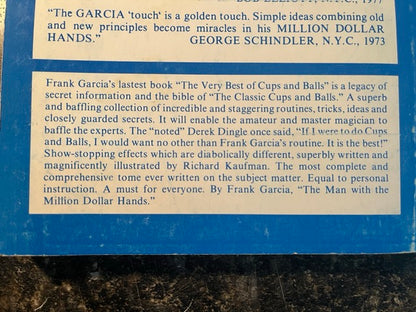 BOB ELLIOTT, N.Y.C., 1977
"The GARCIA 'touch' is a golden touch. Simple ideas combining old
and new principles become miracles in his MILLION DOLLAR
HANDS." GEORGE SCHINDLER, N.Y.C., 1973
Frank Garcia's lastest book "The Very Best of Cups and Balls" is a legacy of
secret information and the bible of "The Classic Cups and Balls." A superb
and baffling collection of incredible and staggering routines, tricks, ideas and
closely guarded secrets. It will enable the amateur and master magician to
baffle the experts. The "noted" Derek Dingle once said, "If I were to do Cups
and Balls, I would want no other than Frank Garcia's routine. It is the best!"
Show-stopping effects which are diabolically different, superbly written and
magnificently illustrated by Richard Kaufman. The most complete and
comprehensive tome ever written on the subject matter. Equal to personal
instruction. A must for everyone. By Frank Garcia, "The Man with the
Million Dollar Hands."